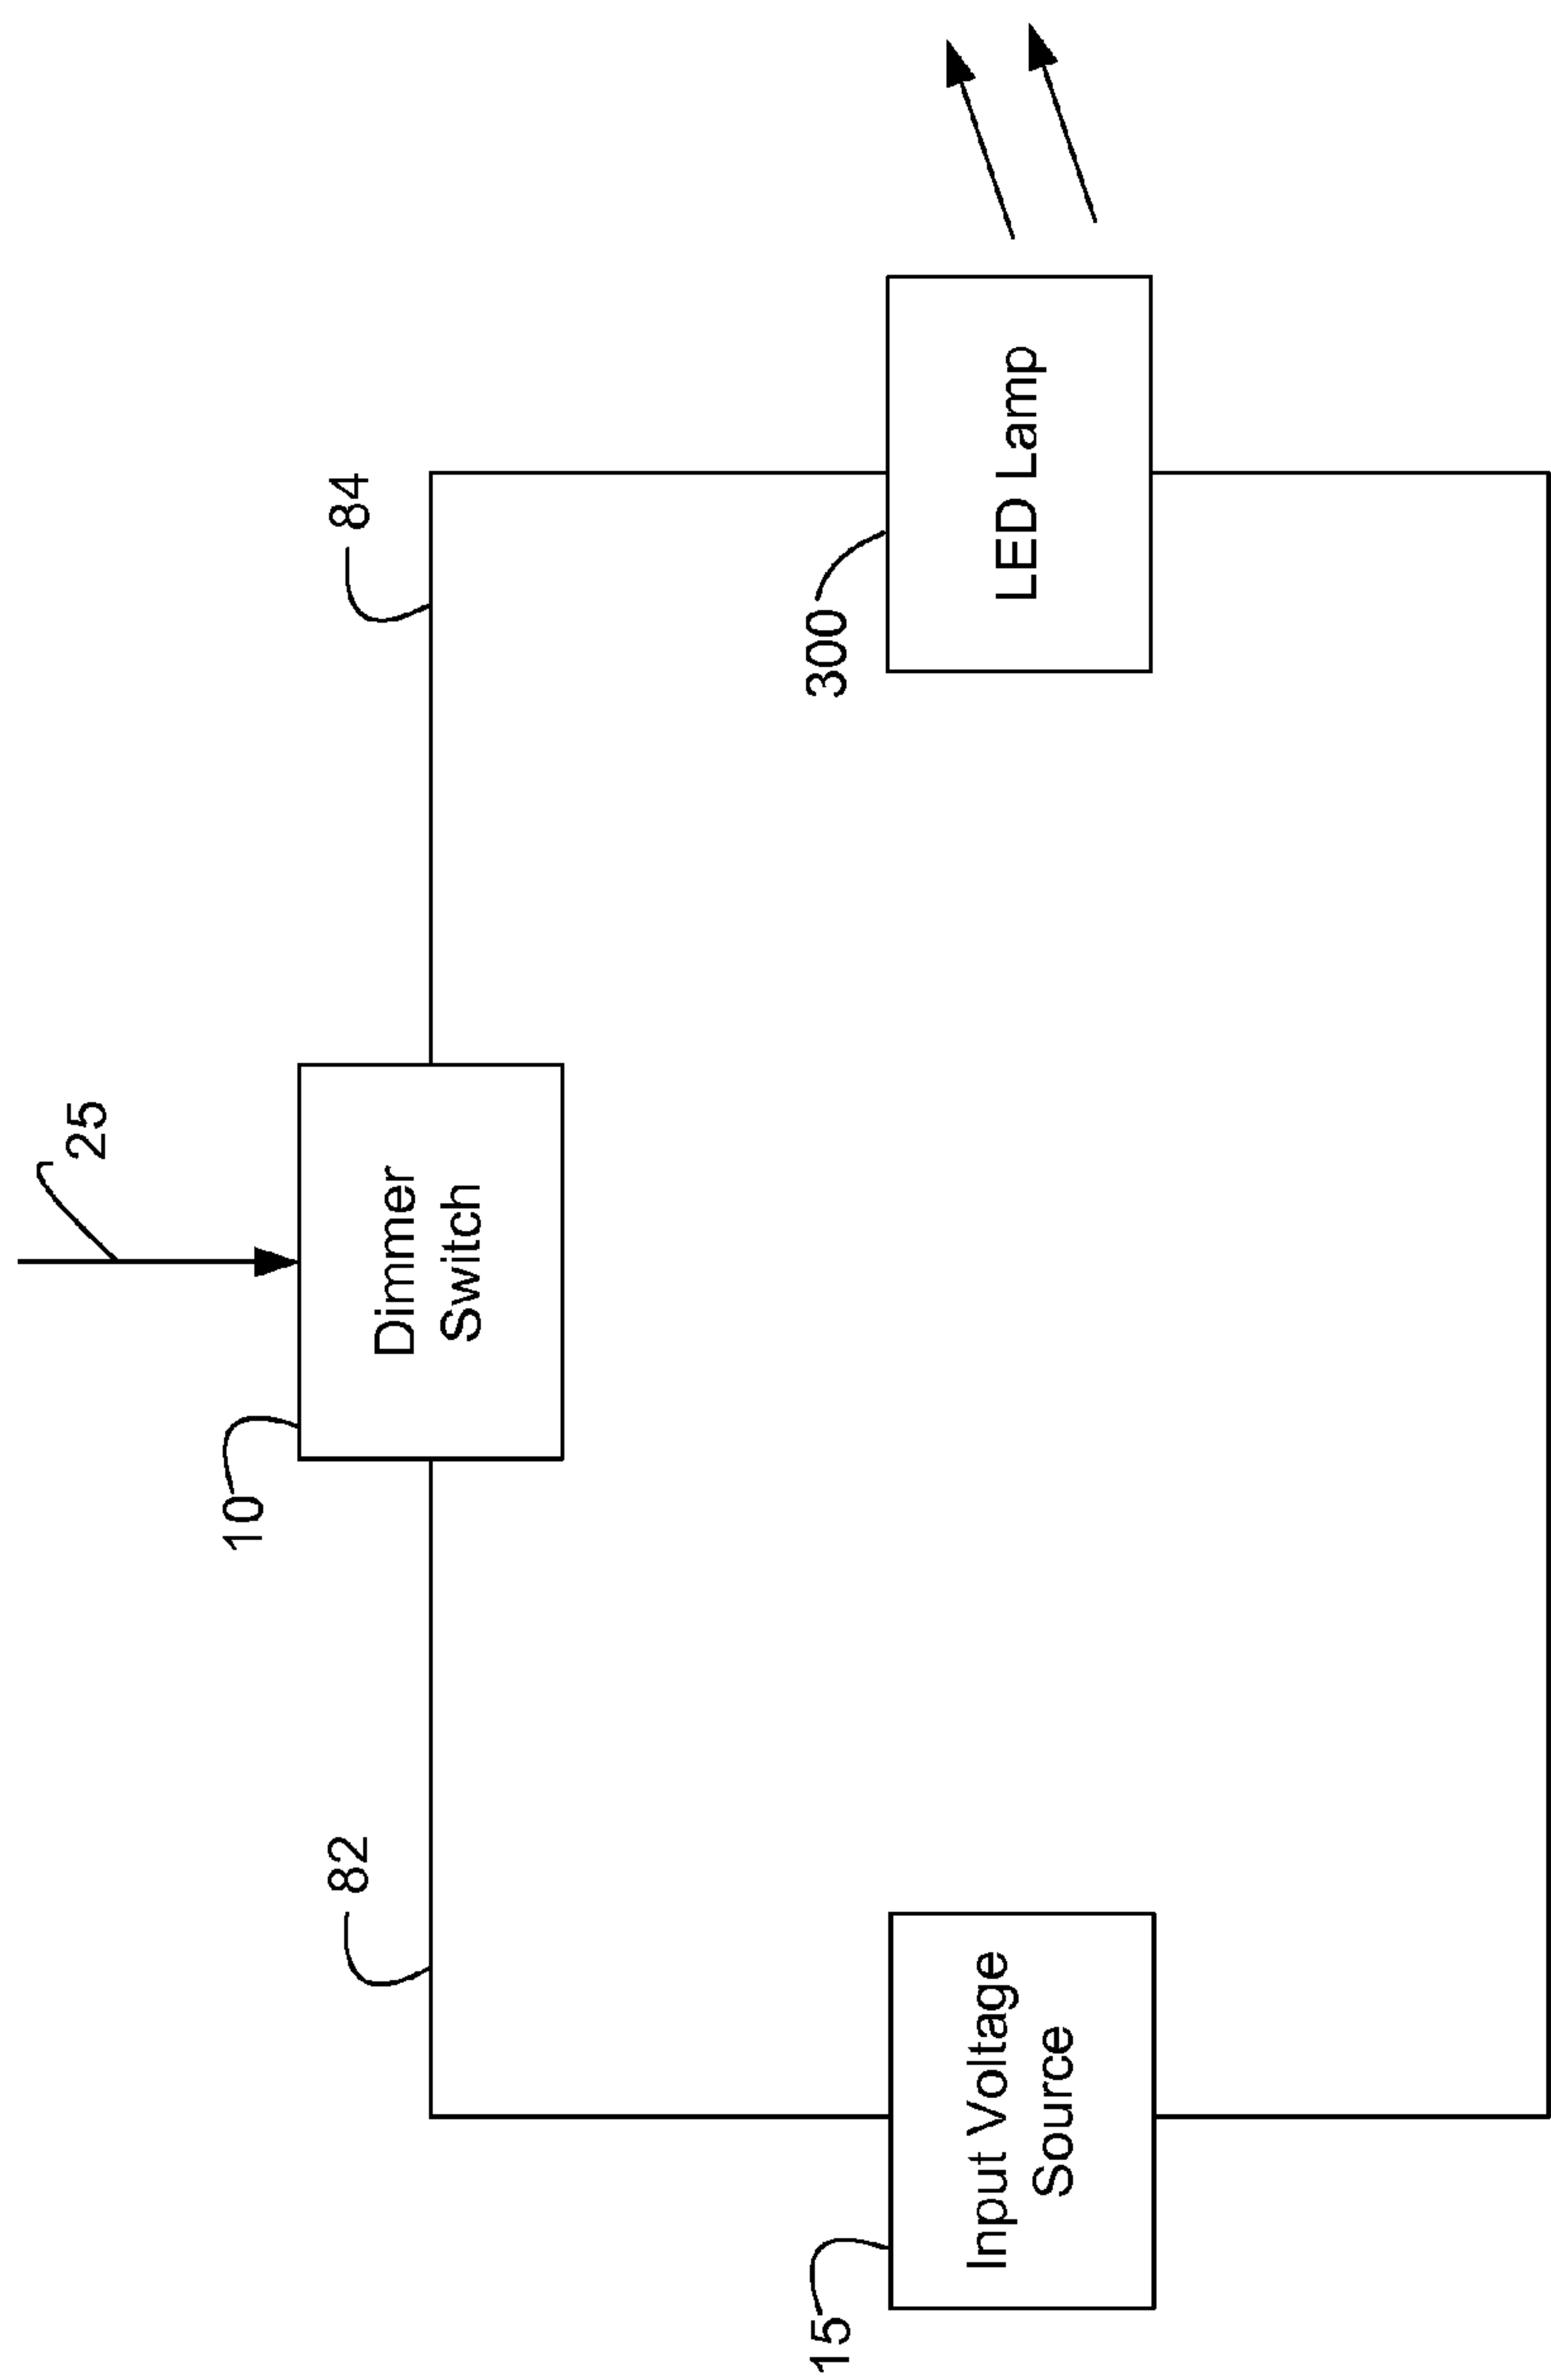 25
10
Dimmer
Switch
82
84
15
Input Voltage
Source
300
LED Lamp